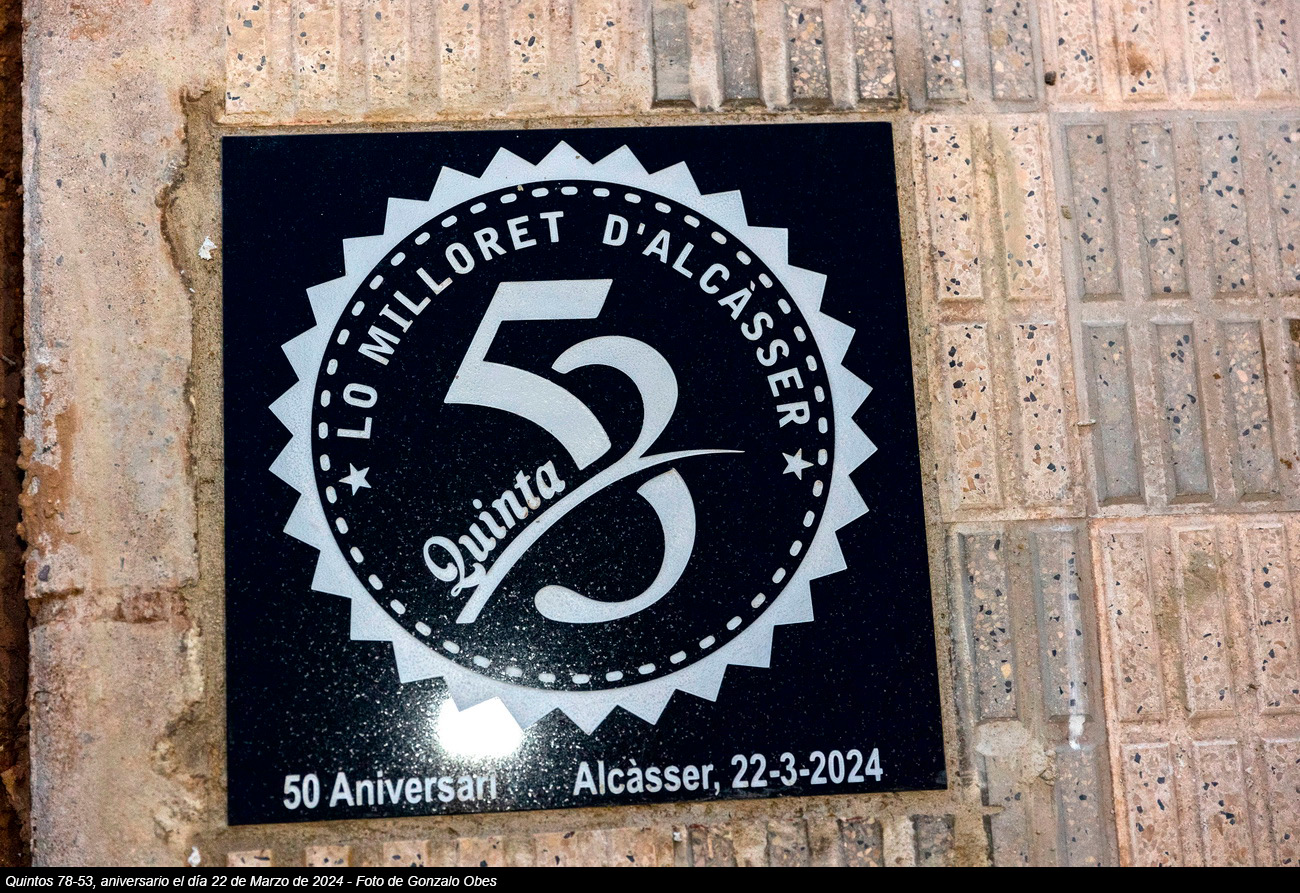 LO MILLORET D'ALCÀSSER
53
Quinta
50 Aniversari
Alcàsser, 22-3-2024
Quintos 78-53, aniversario el día 22 de Marzo de 2024 - Foto de Gonzalo Obes